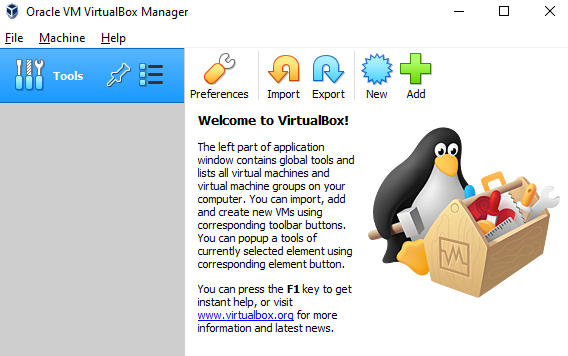 Oracle VM VirtualBox Manager
File Machine Help
Tools
Preferences Import Export New Add
Welcome to VirtualBox!
The left part of application
window contains global tools and
lists all virtual machines and
virtual machine groups on your
computer. You can import, add
and create new VMs using
corresponding toolbar buttons.
You can popup a tools of
currently selected element using
corresponding element button.
You can press the F1 key to get
instant help, or visit
www.virtualbox.org for more
information and latest news.
VM